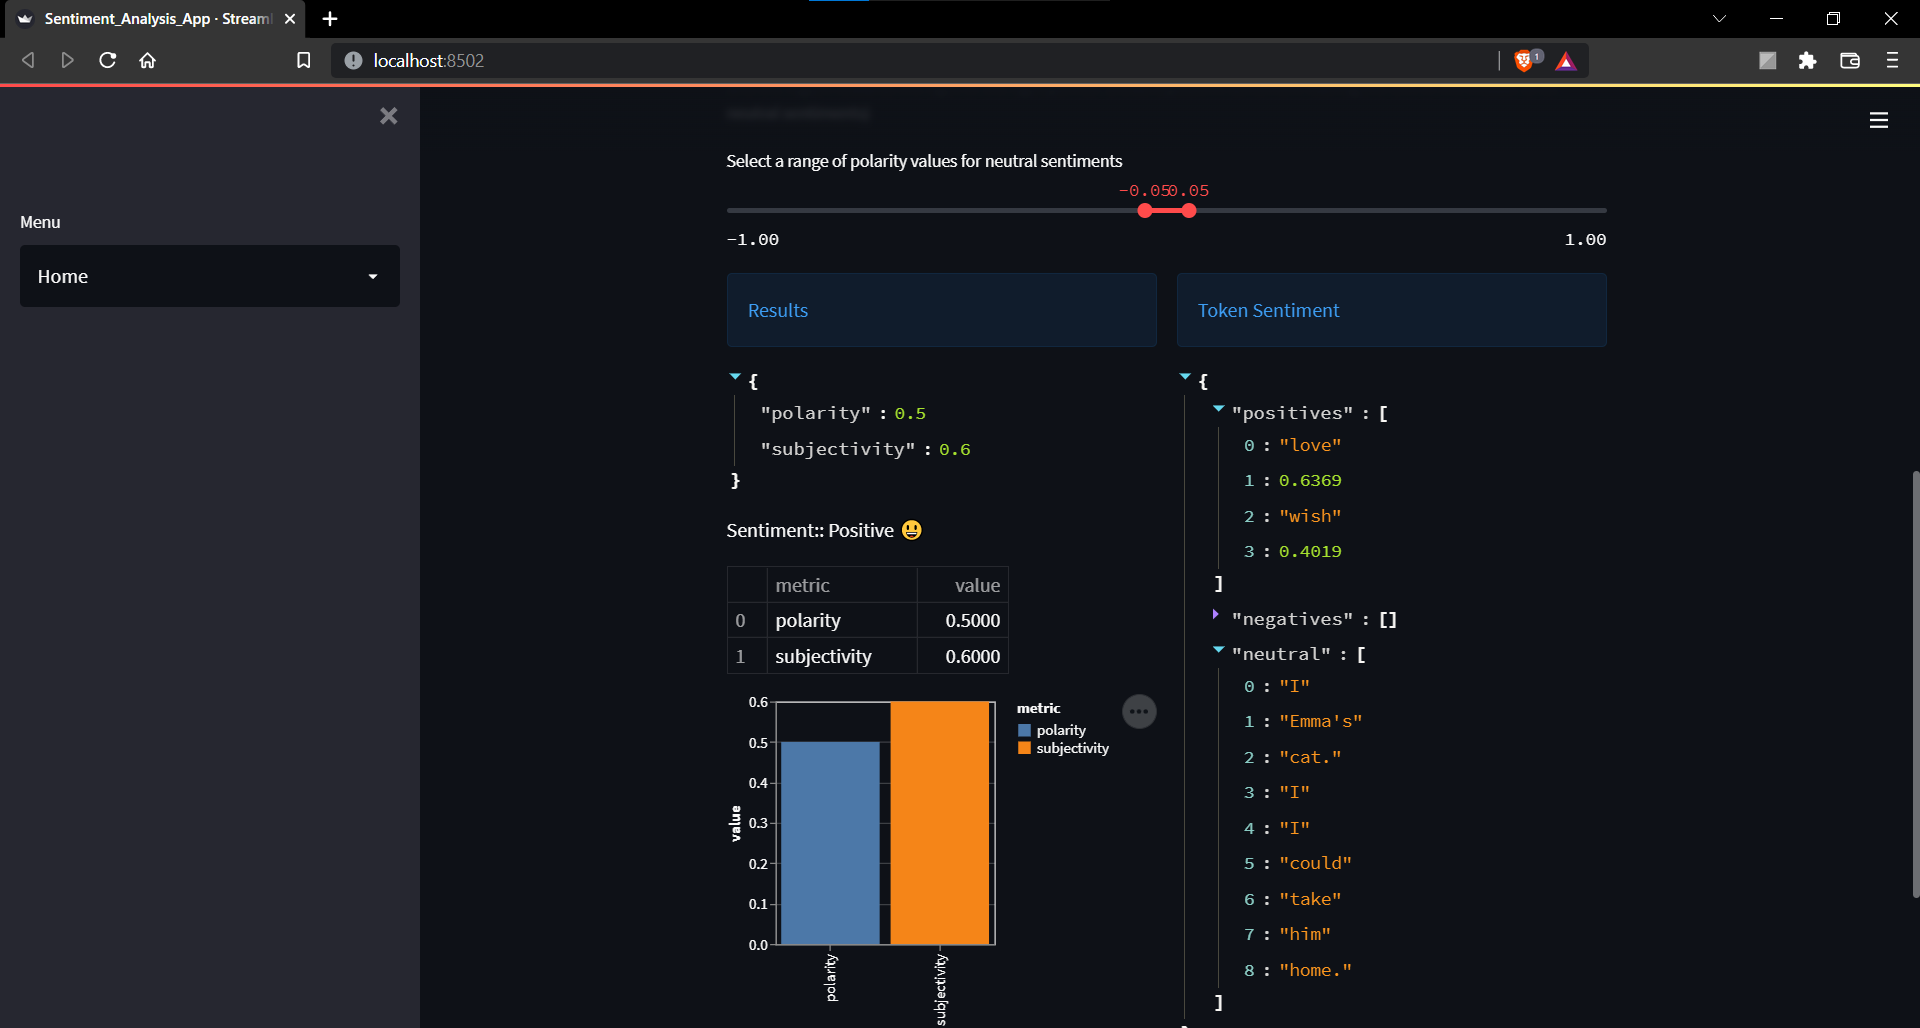 Sentiment_Analysis_App · Streaml
localhost:8502
1
Menu
Home
Select a range of polarity values for neutral sentiments
-0.05 0.05
-1.00 1.00
Results
{
"polarity" : 0.5
"subjectivity" : 0.6
}
Sentiment:: Positive 😃
metric value
0 polarity 0.5000
1 subjectivity 0.6000
0.6
0.5
0.4
0.3
0.2
0.1
0.0
value
polarity
subjectivity
metric
polarity
subjectivity
Token Sentiment
{
"positives" : [
0 : "love"
1 : 0.6369
2 : "wish"
3 : 0.4019
]
"negatives" : []
"neutral" : [
0 : "I"
1 : "Emma's"
2 : "cat."
3 : "I"
4 : "I"
5 : "could"
6 : "take"
7 : "him"
8 : "home."
]